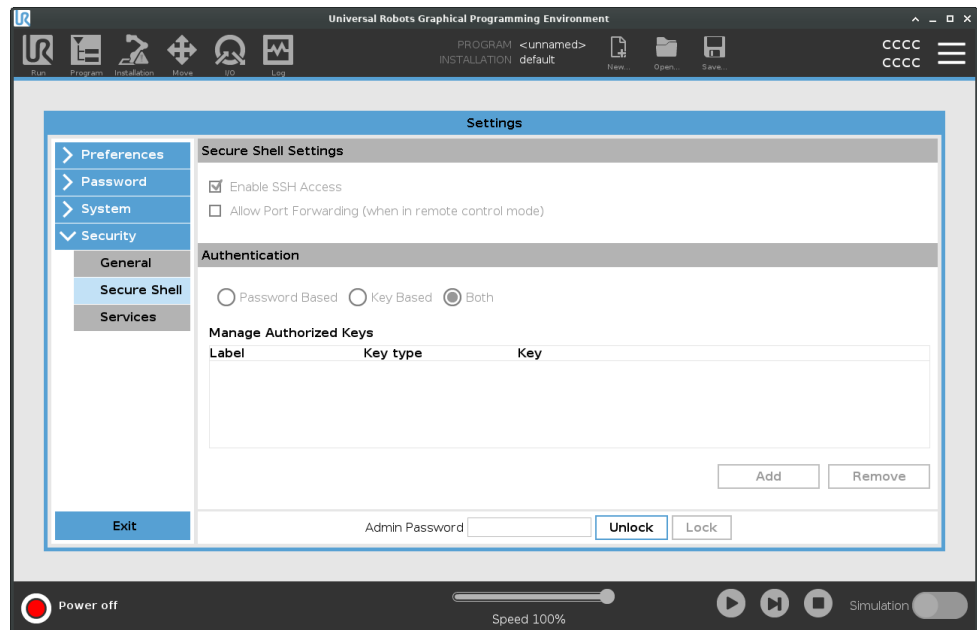 Universal Robots Graphical Programming Environment
UR
Run
Program
Installation
Move
I/O
Log
PROGRAM <unnamed>
INSTALLATION default
New...
Open...
Save...
CCCC
CCCC
Settings
Preferences
Password
System
Security
General
Secure Shell
Services
Exit
Secure Shell Settings
Enable SSH Access
Allow Port Forwarding (when in remote control mode)
Authentication
Password Based Key Based Both
Manage Authorized Keys
Label Key type Key
Add Remove
Admin Password Unlock Lock
Power off
Speed 100%
Simulation